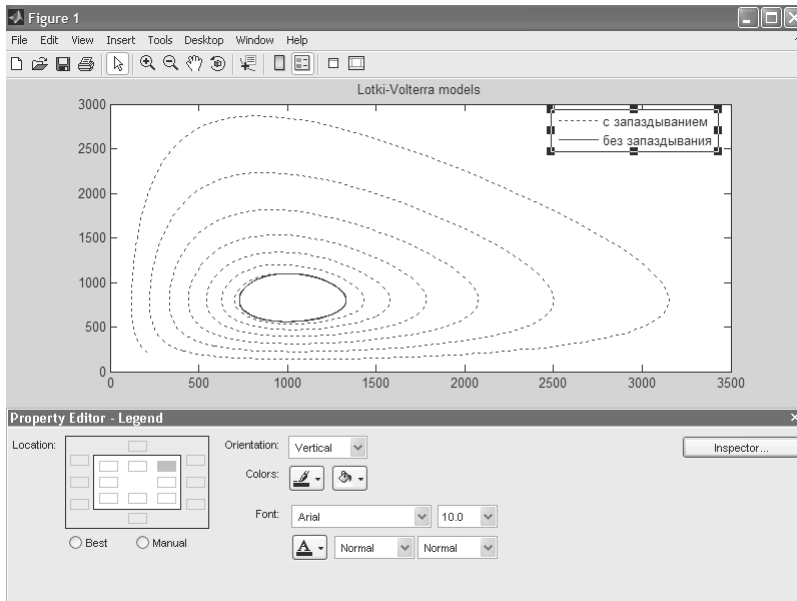 Figure 1
File Edit View Insert Tools Desktop Window Help
Lotki-Volterra models
3000
2500
2000
1500
1000
500
0
с запаздыванием
без запаздывания
0 500 1000 1500 2000 2500 3000 3500
Property Editor - Legend
Location:
Best
Manual
Orientation: Vertical
Colors:
Font: Arial 10.0
A Normal Normal
Inspector...